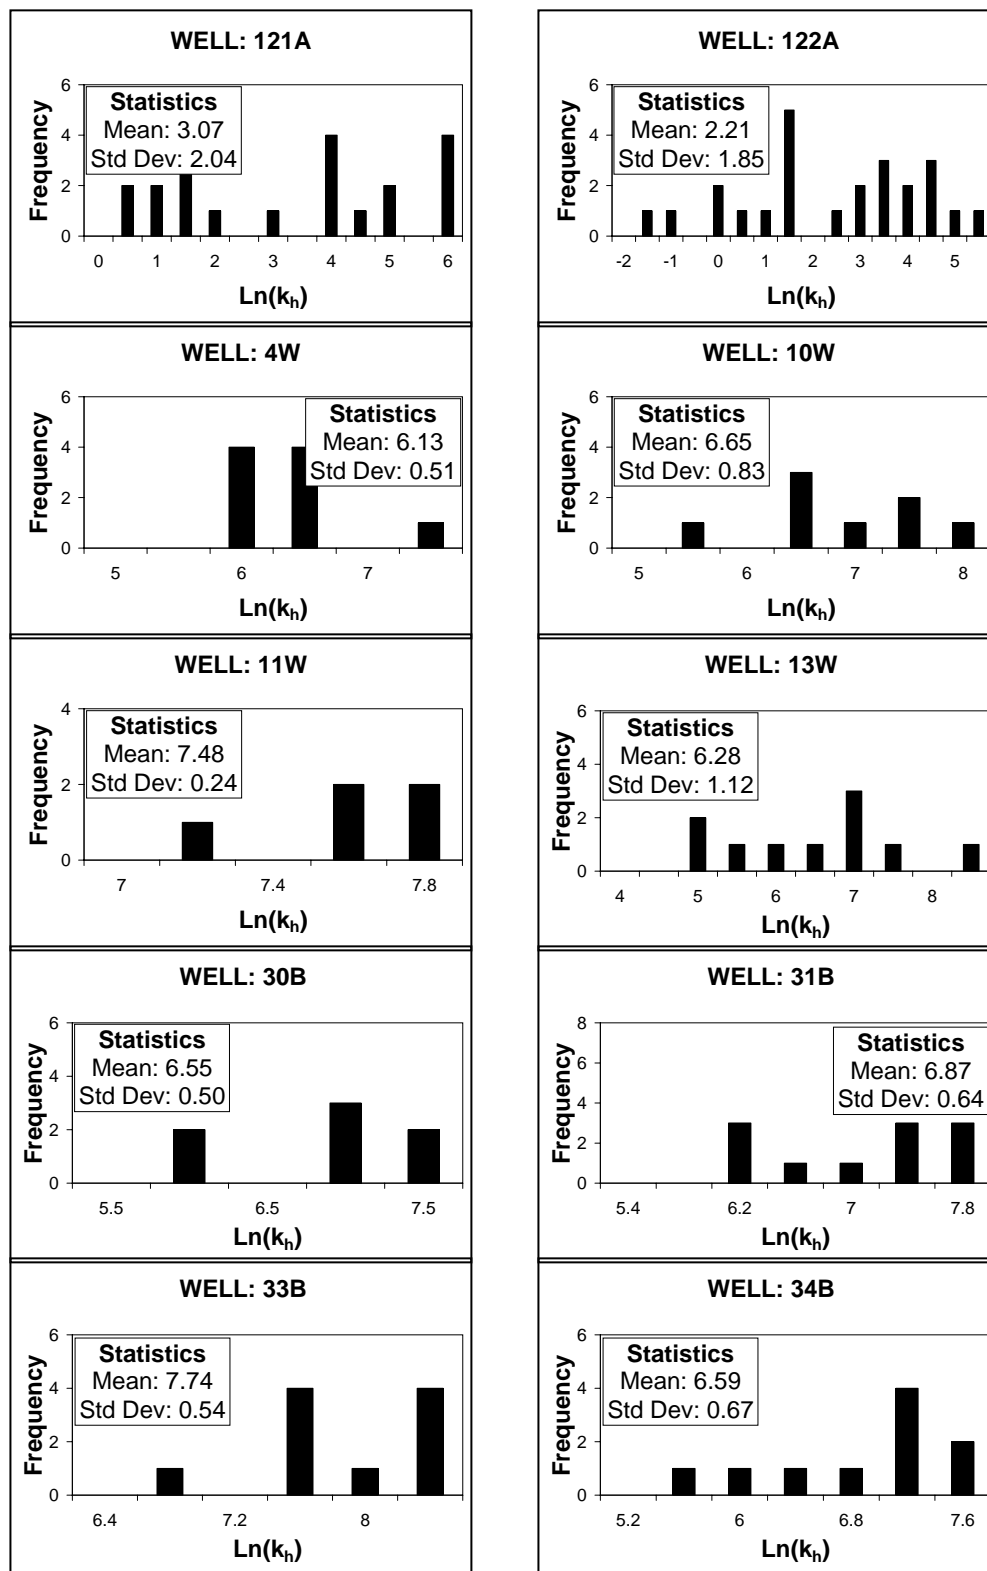 WELL: 121A
Frequency
6
4
2
0
Statistics
Mean: 3.07
Std Dev: 2.04
0 1 2 3 4 5 6
Ln(kh)
WELL: 122A
Frequency
6
4
2
0
Statistics
Mean: 2.21
Std Dev: 1.85
-2 -1 0 1 2 3 4 5
Ln(kh)
WELL: 4W
Frequency
6
4
2
0
Statistics
Mean: 6.13
Std Dev: 0.51
5 6 7
Ln(kh)
WELL: 10W
Frequency
6
4
2
0
Statistics
Mean: 6.65
Std Dev: 0.83
5 6 7 8
Ln(kh)
WELL: 11W
Frequency
4
2
0
Statistics
Mean: 7.48
Std Dev: 0.24
7 7.4 7.8
Ln(kh)
WELL: 13W
Frequency
6
4
2
0
Statistics
Mean: 6.28
Std Dev: 1.12
4 5 6 7 8
Ln(kh)
WELL: 30B
Frequency
6
4
2
0
Statistics
Mean: 6.55
Std Dev: 0.50
5.5 6.5 7.5
Ln(kh)
WELL: 31B
Frequency
8
6
4
2
0
Statistics
Mean: 6.87
Std Dev: 0.64
5.4 6.2 7 7.8
Ln(kh)
WELL: 33B
Frequency
6
4
2
0
Statistics
Mean: 7.74
Std Dev: 0.54
6.4 7.2 8
Ln(kh)
WELL: 34B
Frequency
6
4
2
0
Statistics
Mean: 6.59
Std Dev: 0.67
5.2 6 6.8 7.6
Ln(kh)